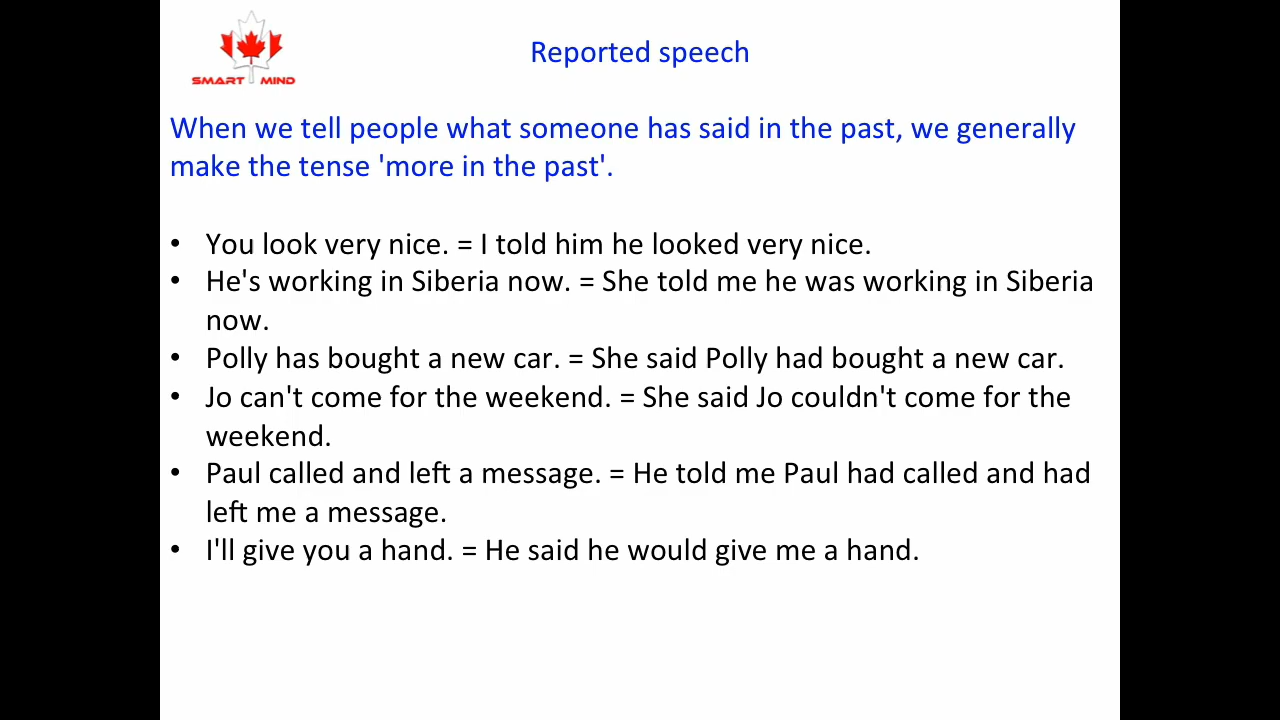 SMART MIND
Reported speech
When we tell people what someone has said in the past, we generally
make the tense 'more in the past'.
• You look very nice. = I told him he looked very nice.
• He's working in Siberia now. = She told me he was working in Siberia
now.
• Polly has bought a new car. = She said Polly had bought a new car.
• Jo can't come for the weekend. = She said Jo couldn't come for the
weekend.
• Paul called and left a message. = He told me Paul had called and had
left me a message.
• I'll give you a hand. = He said he would give me a hand.